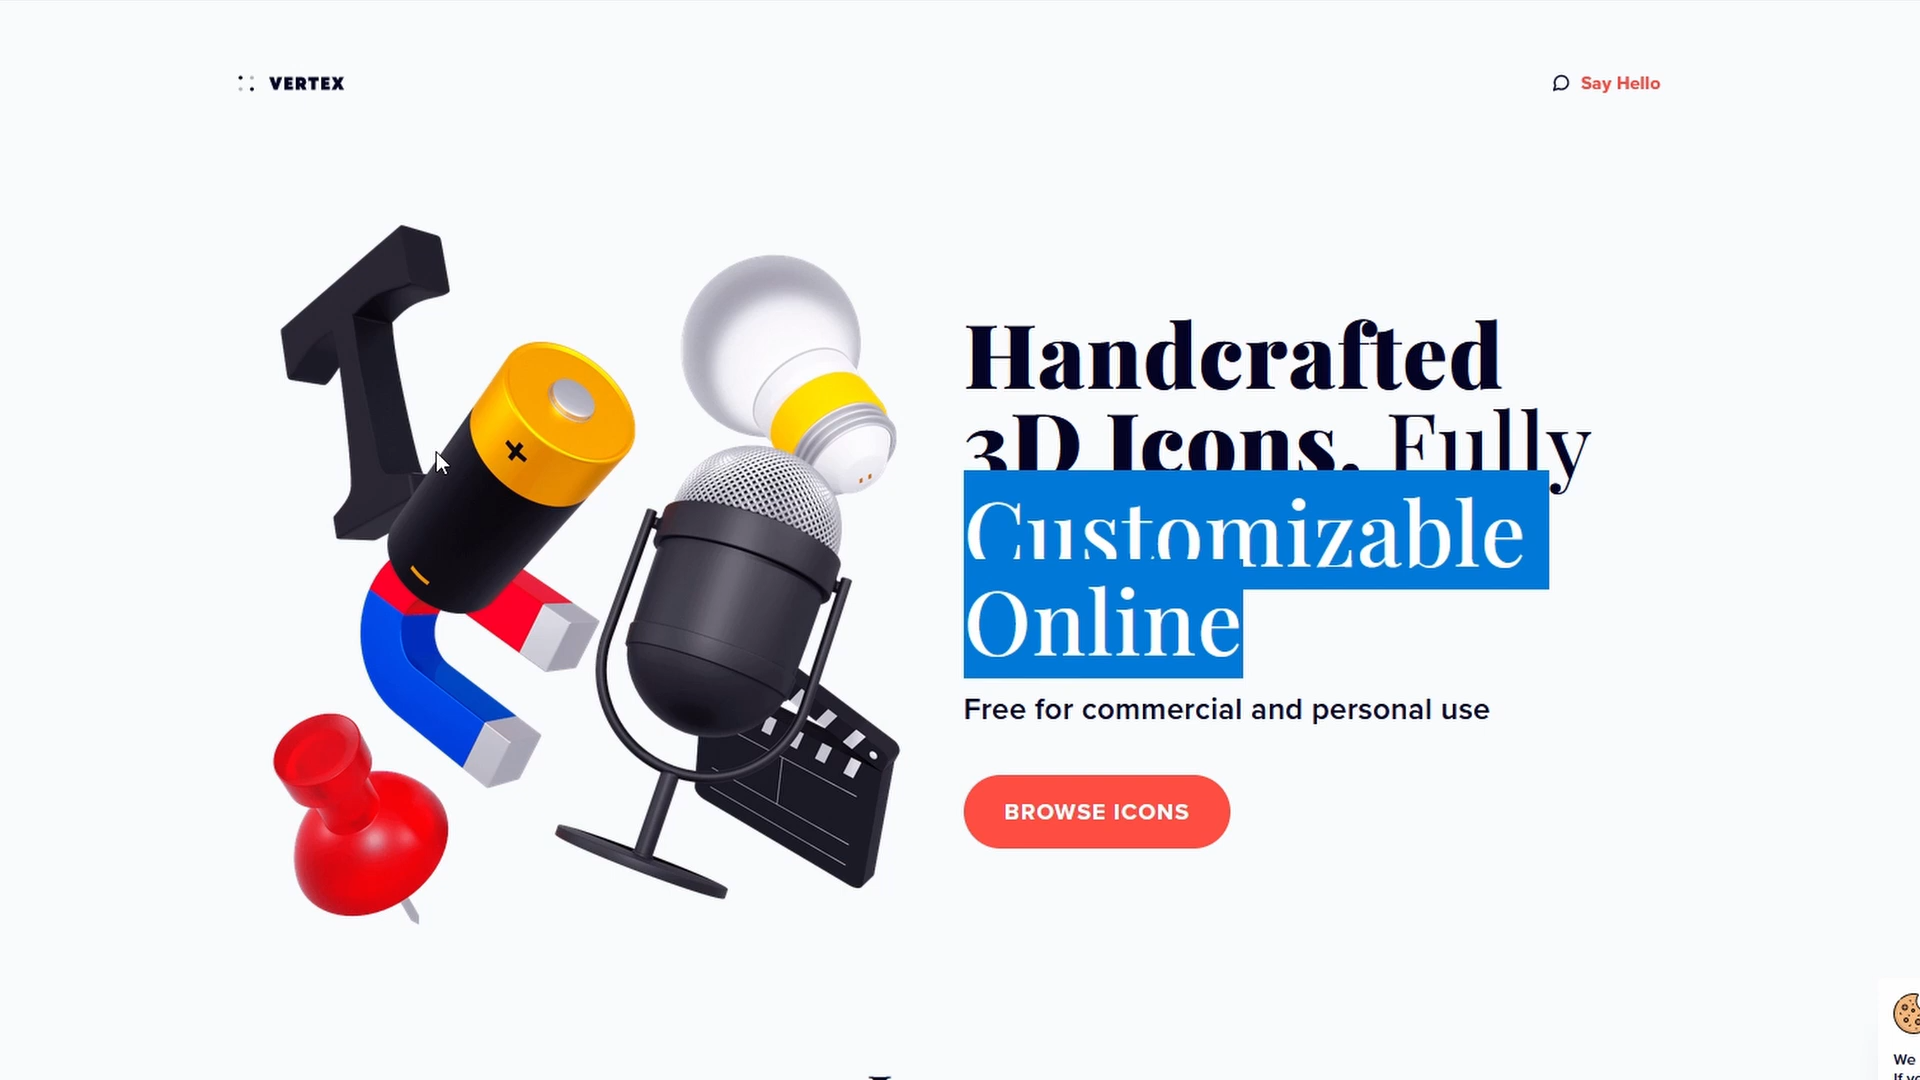 VERTEX
Say Hello
Handcrafted
3D Icons. Fully
Customizable
Online
Free for commercial and personal use
BROWSE ICONS
We